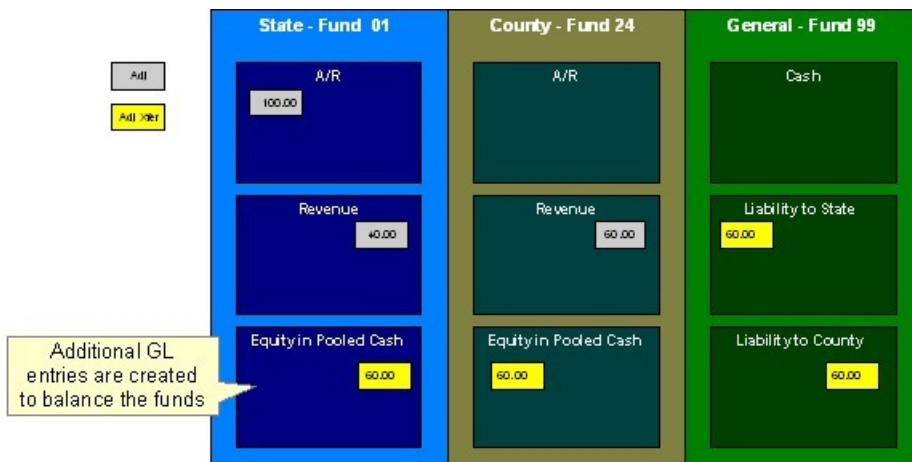 State - Fund 01
County - Fund 24
General - Fund 99
Adj
Adj Xfer
A/R
100.00
A/R
Cash
Revenue
40.00
Revenue
60.00
Liability to State
60.00
Equity in Pooled Cash
60.00
Equity in Pooled Cash
60.00
Liability to County
60.00
Additional GL
entries are created
to balance the funds